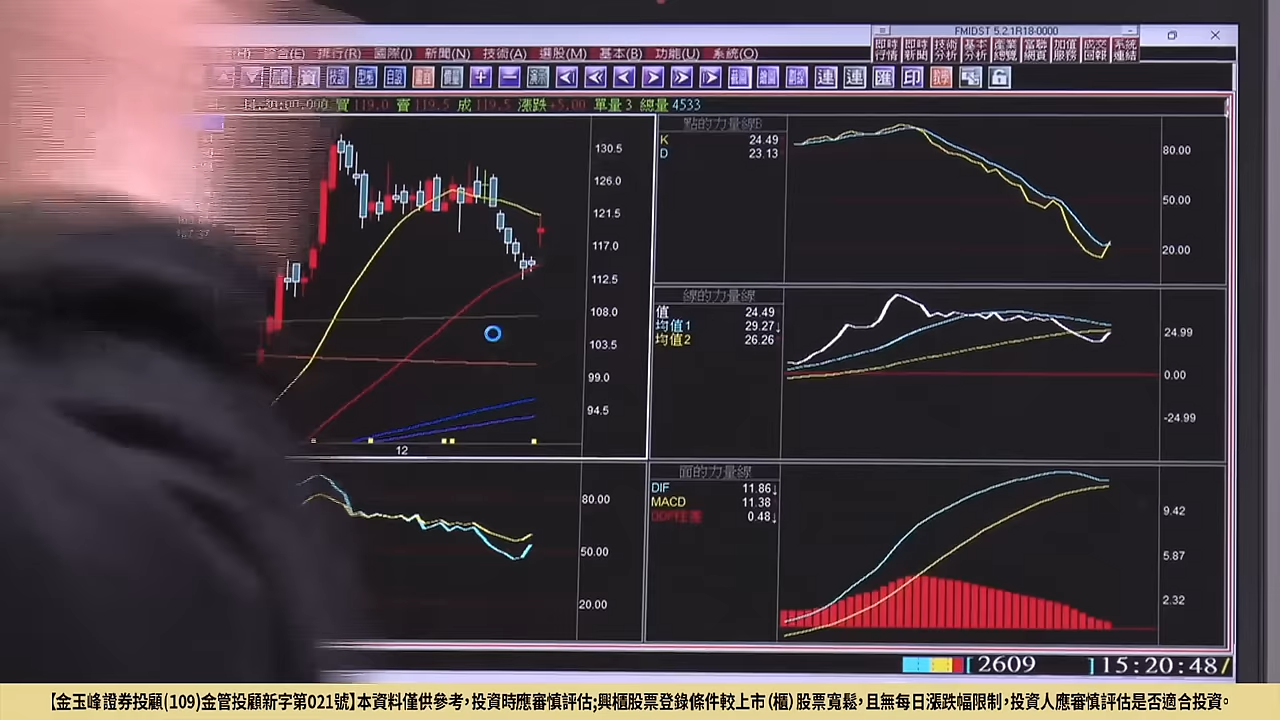 FMIDST 5.2.1R18-0000
綜合(E) 排行(R) 國際(I) 新聞(N) 技術(A) 選股(M) 基本(B) 功能(U) 系統(O)
即時 即時 技術 基本 產業 富聯 加值 成交 系統
行情 新聞 分析 分析 總覽 網頁 服務 回報 連結
買 119.0 賣 119.5 成 119.5 漲跌+5.00 單量 3 總量 4533
130.5
126.0
121.5
117.0
112.5
108.0
103.5
99.0
94.5
12
80.00
50.00
20.00
點的力量線B
K 24.49
D 23.13
80.00
50.00
20.00
線的力量線
值 24.49
均值1 29.27↓
均值2 26.26
24.99
0.00
-24.99
面的力量線
DIF 11.86↓
MACD 11.38
0.48↓
9.42
5.87
2.32
[ 2609 ] 15:20:48/
【金玉峰證券投顧(109)金管投顧新字第021號】本資料僅供參考,投資時應審慎評估;興櫃股票登錄條件較上市(櫃)股票寬鬆,且無每日漲跌幅限制,投資人應審慎評估是否適合投資。